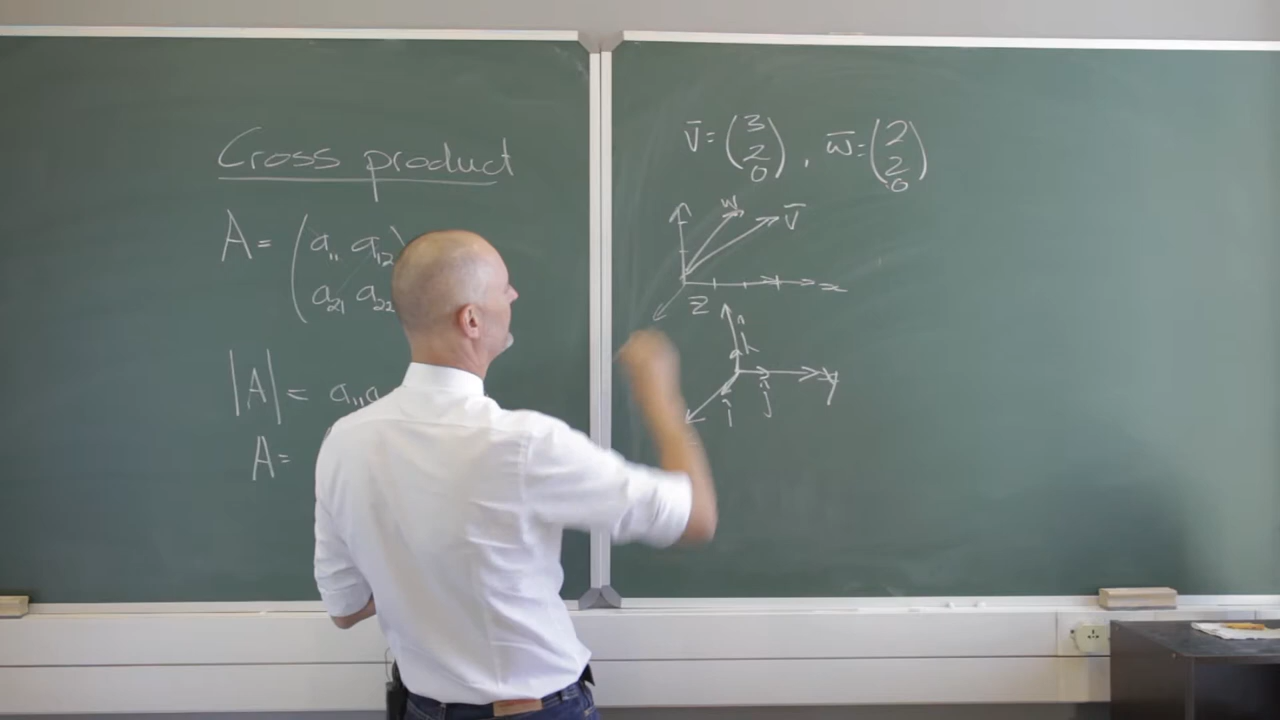 Cross product
A = ( a₁₁ a₁₂
a₂₁ a₂₂
|A| = a₁₁a
A =
v̄ = (3 2 0) , w̄ = (2 2 0)
w v̄
x
z
k̂
y
î ĵ